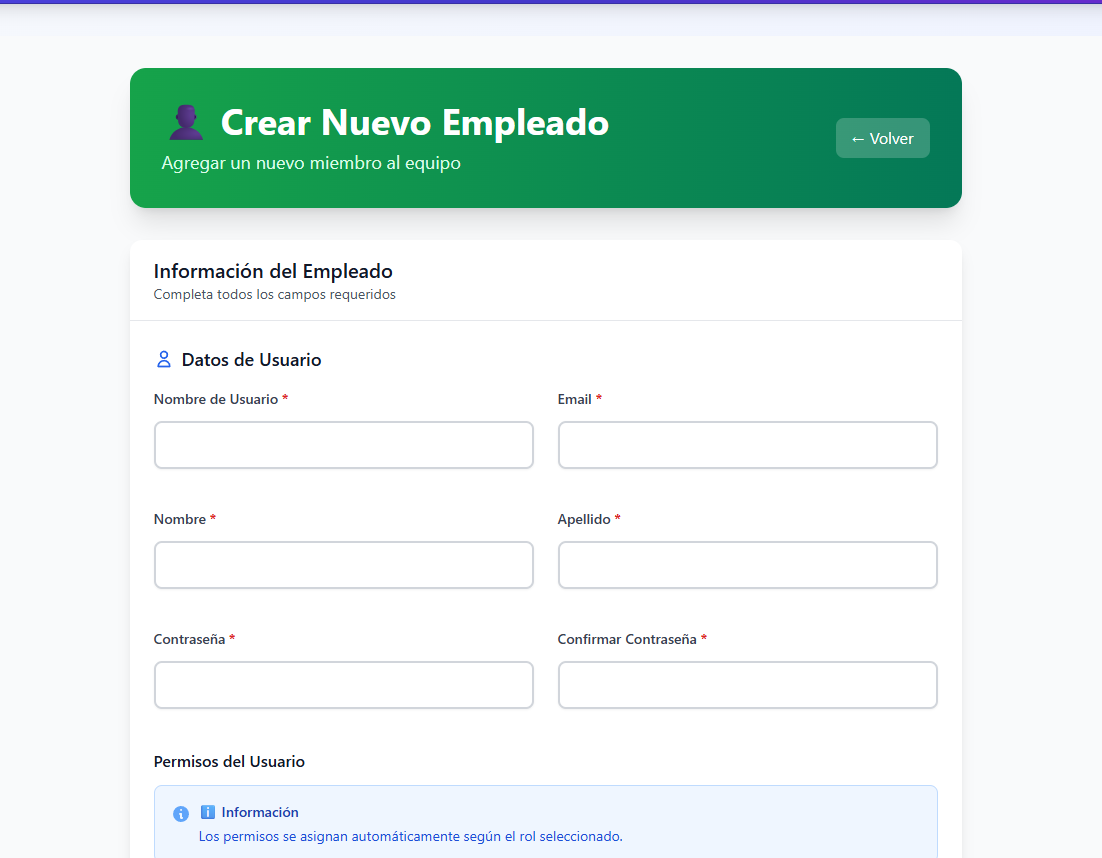 Crear Nuevo Empleado
Agregar un nuevo miembro al equipo
← Volver
Información del Empleado
Completa todos los campos requeridos
Datos de Usuario
Nombre de Usuario *
Email *
Nombre *
Apellido *
Contraseña *
Confirmar Contraseña *
Permisos del Usuario
ℹ️ Información
Los permisos se asignan automáticamente según el rol seleccionado.